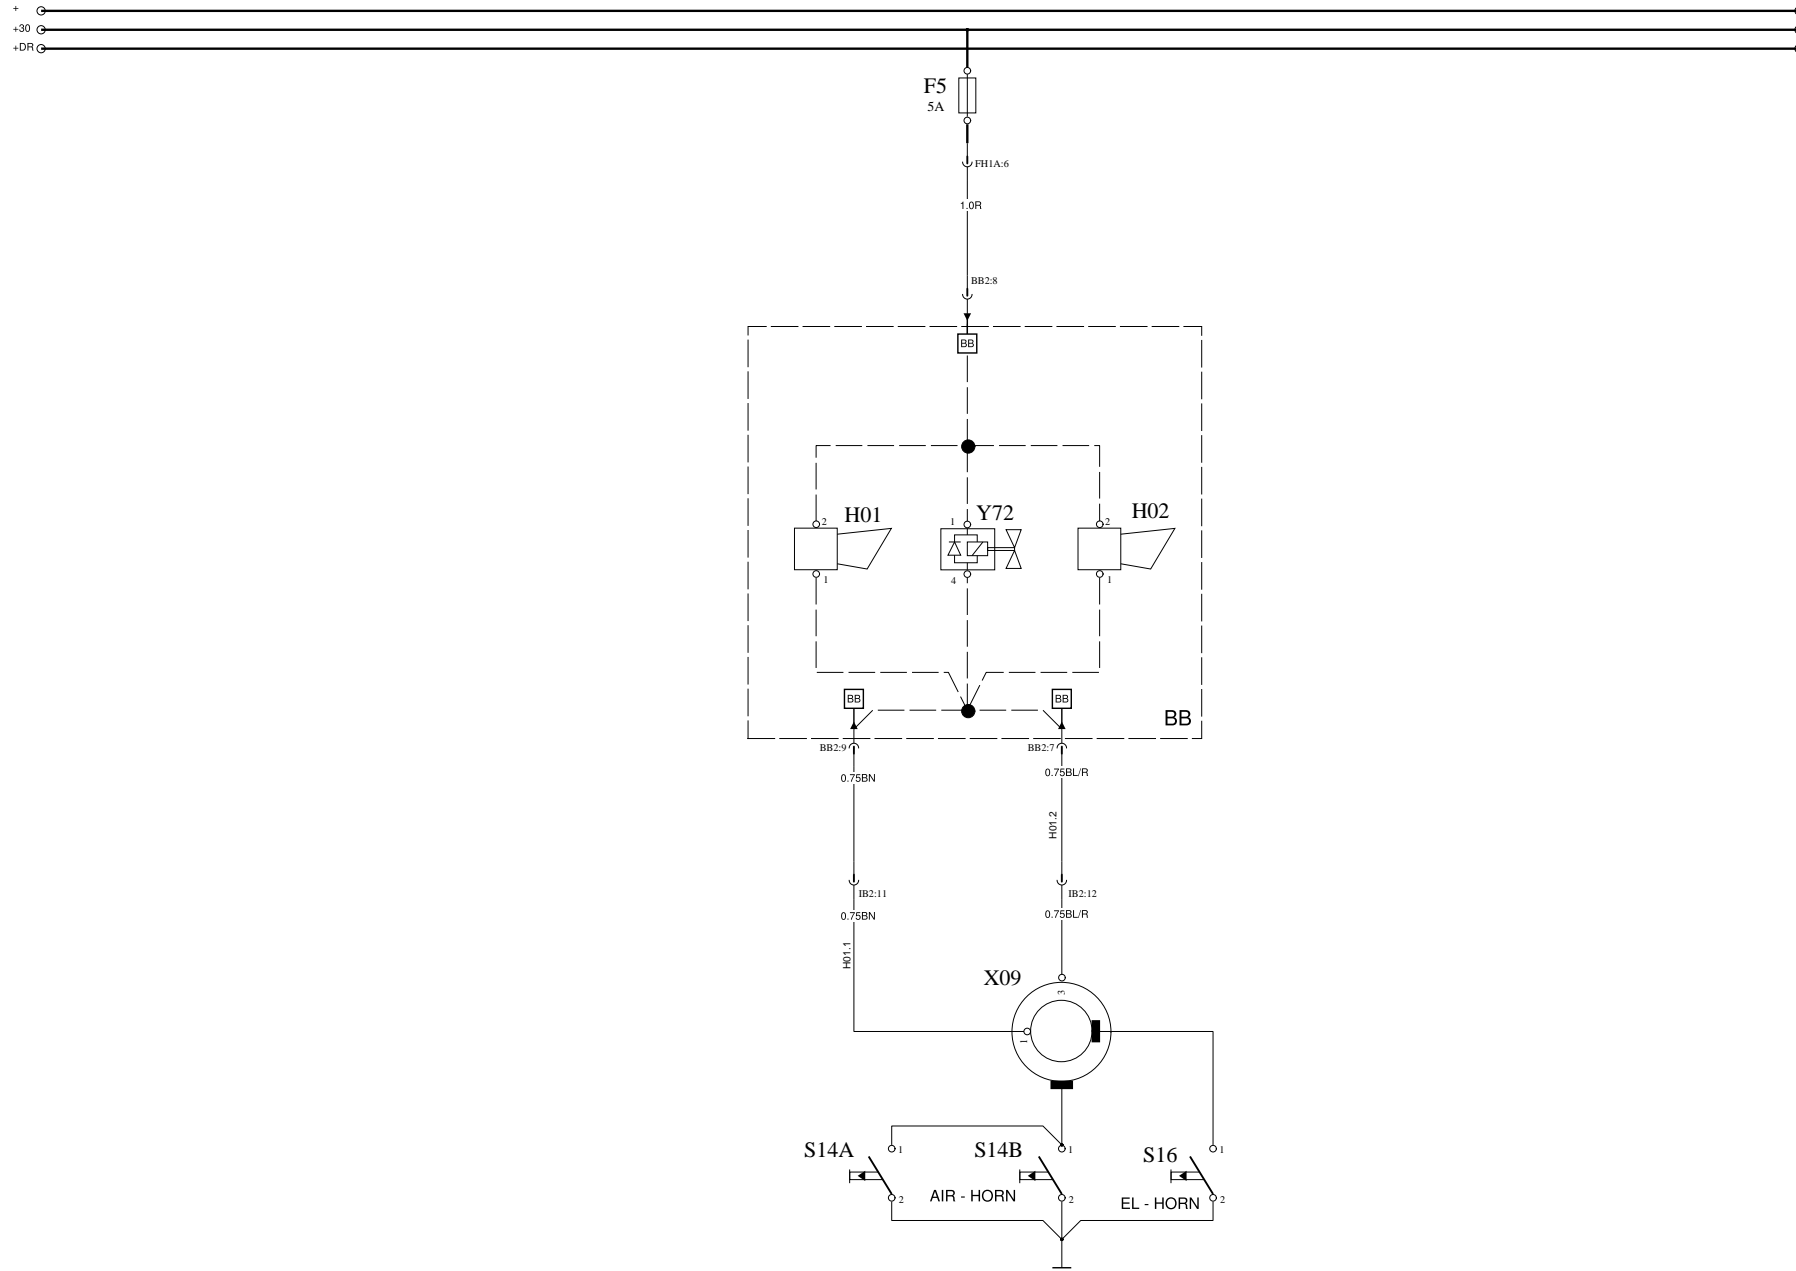 +
+30
+DR
F5
5A
FH1A:6
1.0R
BB2:8
BB
H01
2
1
Y72
1
4
H02
2
1
BB
BB
BB
BB2:9
BB2:7
0.75BN
0.75BL/R
H01.2
IB2:11
IB2:12
0.75BN
0.75BL/R
H01.1
X09
3
1
S14A
1
2
S14B
1
2
AIR - HORN
S16
1
2
EL - HORN